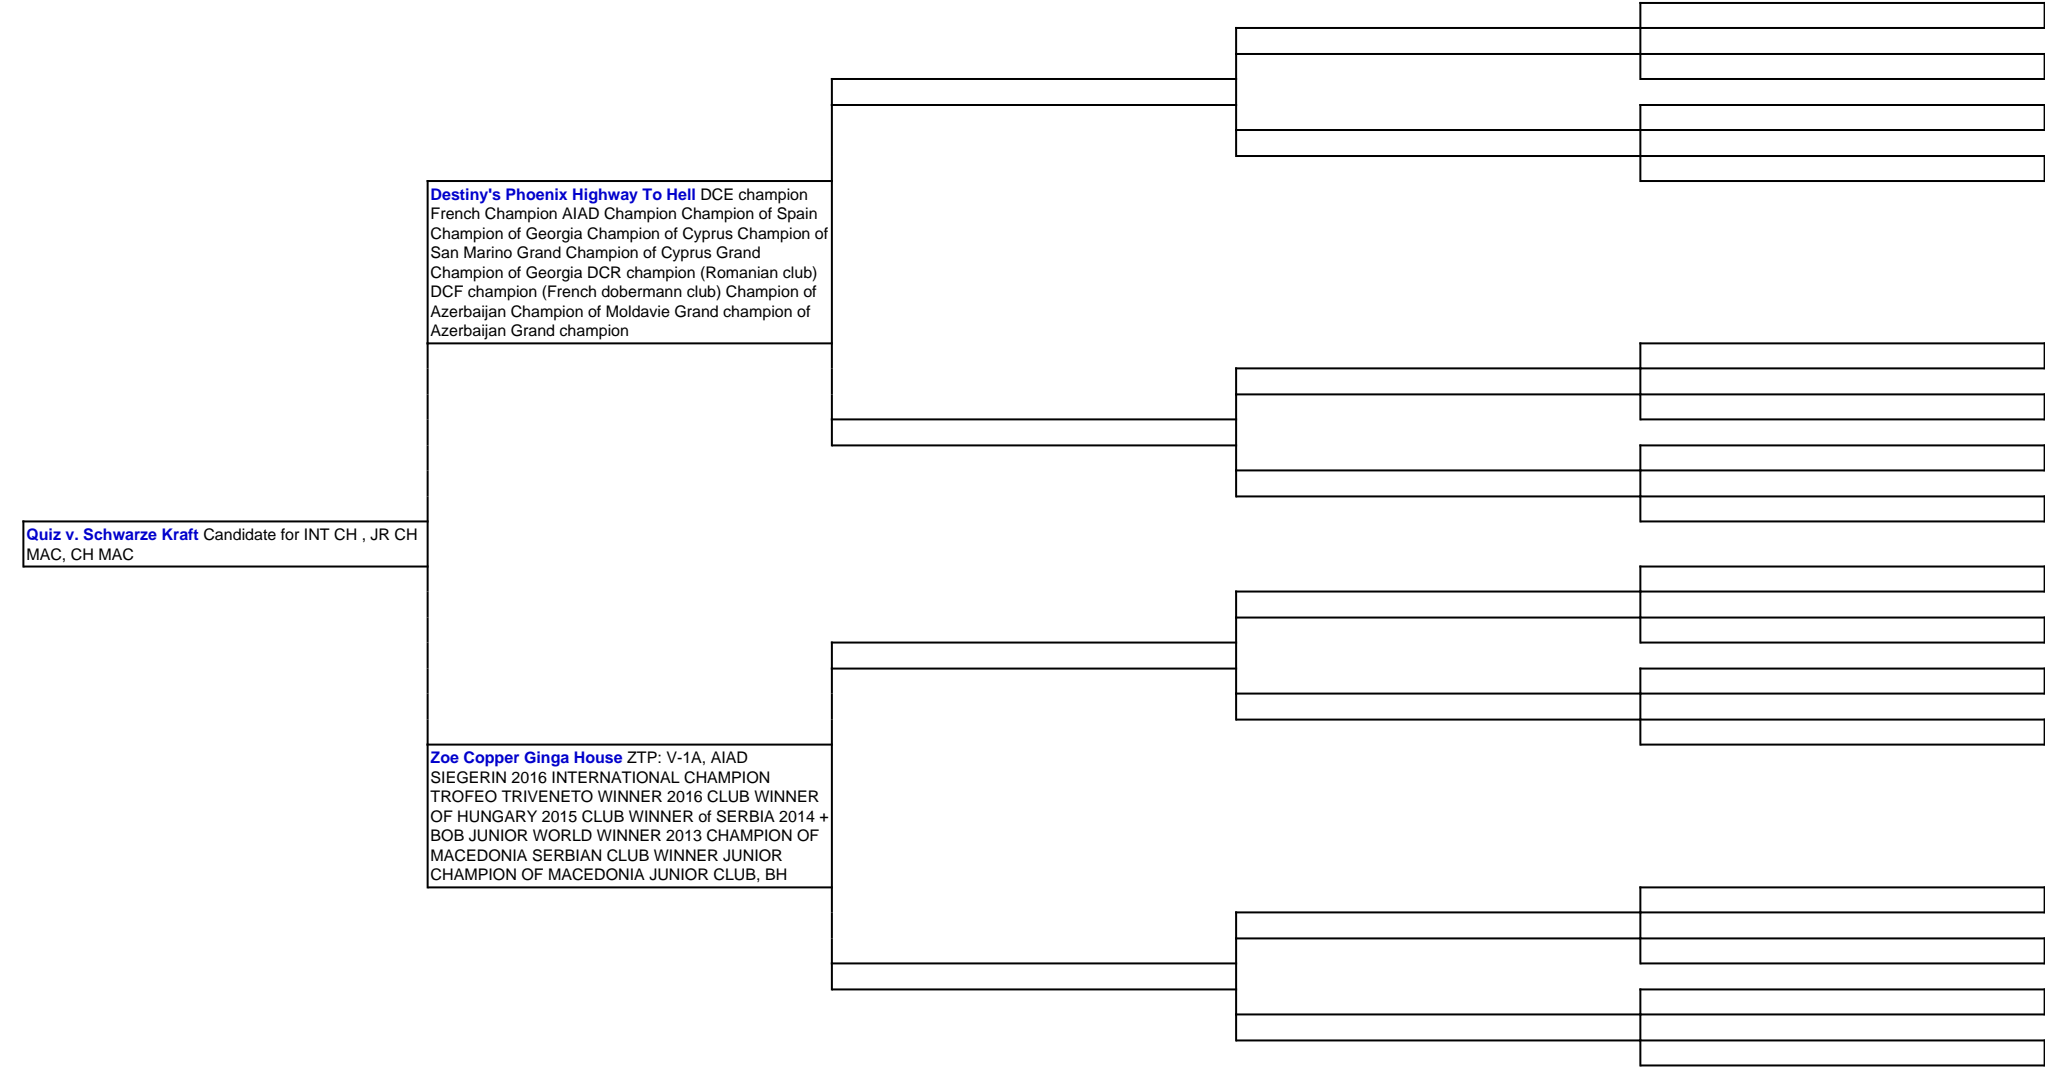 Destiny's Phoenix Highway To Hell DCE champion
French Champion AIAD Champion Champion of Spain
Champion of Georgia Champion of Cyprus Champion of
San Marino Grand Champion of Cyprus Grand
Champion of Georgia DCR champion (Romanian club)
DCF champion (French dobermann club) Champion of
Azerbaijan Champion of Moldavie Grand champion of
Azerbaijan Grand champion
Quiz v. Schwarze Kraft Candidate for INT CH , JR CH
MAC, CH MAC
Zoe Copper Ginga House ZTP: V-1A, AIAD
SIEGERIN 2016 INTERNATIONAL CHAMPION
TROFEO TRIVENETO WINNER 2016 CLUB WINNER
OF HUNGARY 2015 CLUB WINNER of SERBIA 2014 +
BOB JUNIOR WORLD WINNER 2013 CHAMPION OF
MACEDONIA SERBIAN CLUB WINNER JUNIOR
CHAMPION OF MACEDONIA JUNIOR CLUB, BH